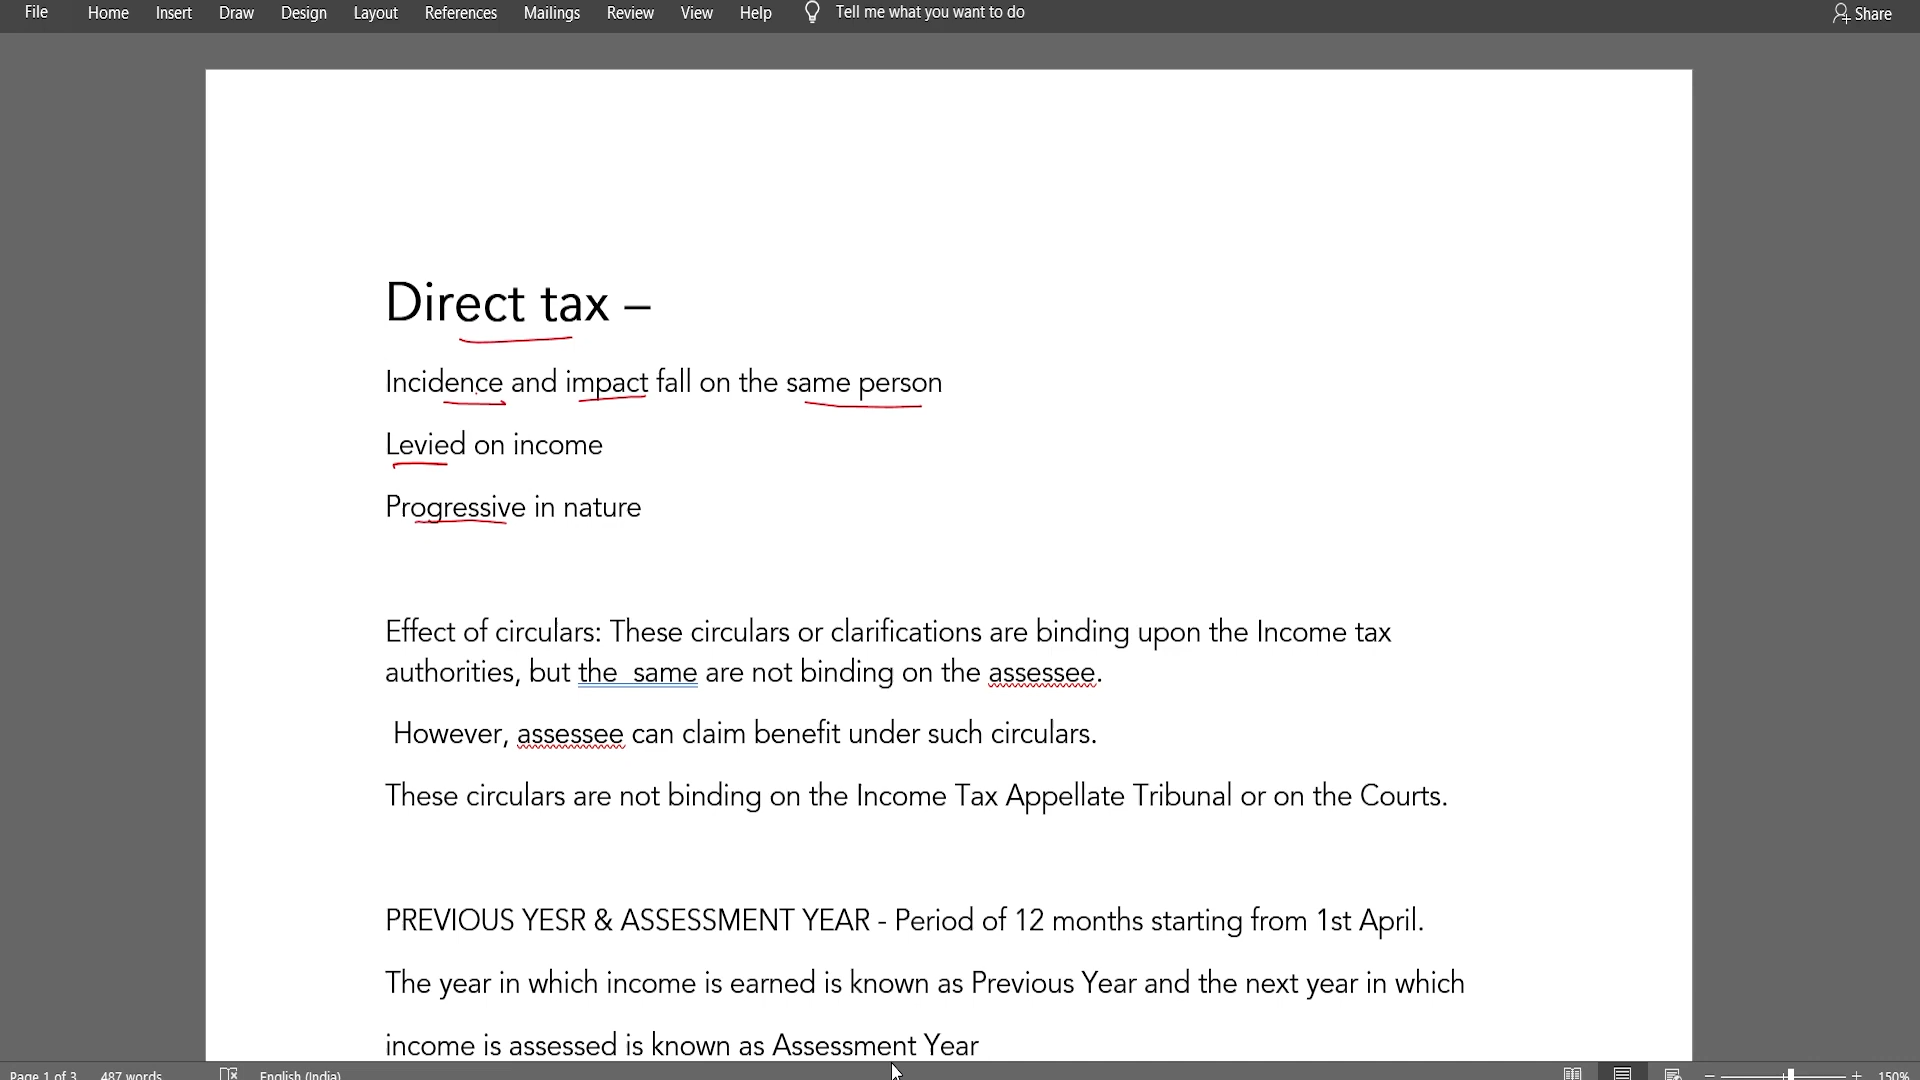 File Home Insert Draw Design Layout References Mailings Review View Help Tell me what you want to do Share
Direct tax –
Incidence and impact fall on the same person
Levied on income
Progressive in nature
Effect of circulars: These circulars or clarifications are binding upon the Income tax
authorities, but the  same are not binding on the assessee.
However, assessee can claim benefit under such circulars.
These circulars are not binding on the Income Tax Appellate Tribunal or on the Courts.
PREVIOUS YESR & ASSESSMENT YEAR - Period of 12 months starting from 1st April.
The year in which income is earned is known as Previous Year and the next year in which
income is assessed is known as Assessment Year
Page 1 of 3 487 words English (India) 150%